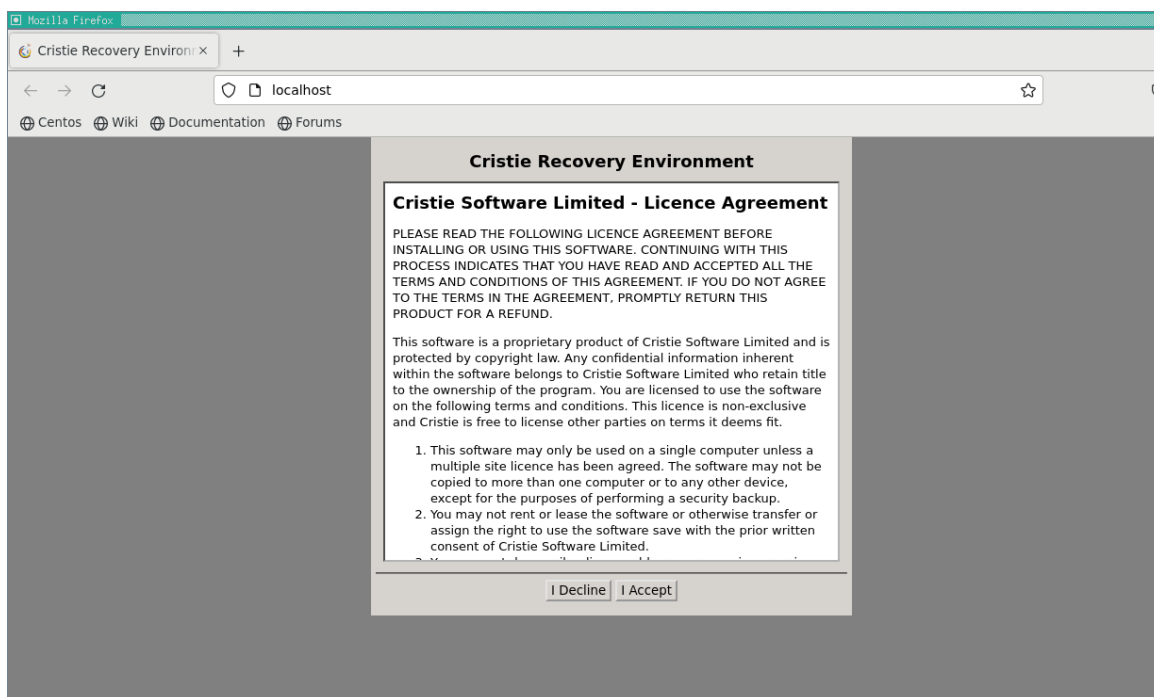 Mozilla Firefox
Cristie Recovery Environ
localhost
Centos Wiki Documentation Forums
Cristie Recovery Environment
Cristie Software Limited - Licence Agreement
PLEASE READ THE FOLLOWING LICENCE AGREEMENT BEFORE
INSTALLING OR USING THIS SOFTWARE. CONTINUING WITH THIS
PROCESS INDICATES THAT YOU HAVE READ AND ACCEPTED ALL THE
TERMS AND CONDITIONS OF THIS AGREEMENT. IF YOU DO NOT AGREE
TO THE TERMS IN THE AGREEMENT, PROMPTLY RETURN THIS
PRODUCT FOR A REFUND.
This software is a proprietary product of Cristie Software Limited and is
protected by copyright law. Any confidential information inherent
within the software belongs to Cristie Software Limited who retain title
to the ownership of the program. You are licensed to use the software
on the following terms and conditions. This licence is non-exclusive
and Cristie is free to license other parties on terms it deems fit.
1. This software may only be used on a single computer unless a
multiple site licence has been agreed. The software may not be
copied to more than one computer or to any other device,
except for the purposes of performing a security backup.
2. You may not rent or lease the software or otherwise transfer or
assign the right to use the software save with the prior written
consent of Cristie Software Limited.
I Decline I Accept